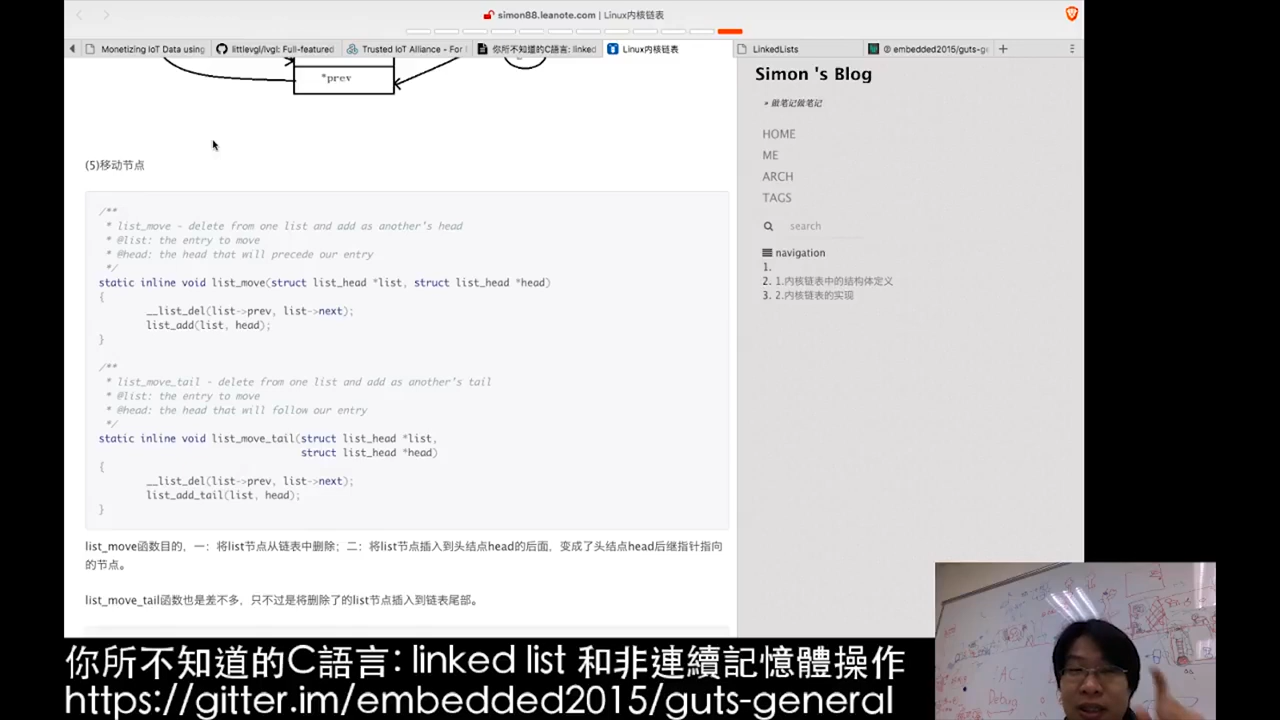 simon88.leanote.com | Linux内核链表
Monetizing IoT Data using
littlevgl/lvgl: Full-featured
Trusted IoT Alliance - For
你所不知道的C語言: linked
Linux内核链表
LinkedLists
@ embedded2015/guts-ge
*prev
(5)移动节点
/**
* list_move - delete from one list and add as another's head
* @list: the entry to move
* @head: the head that will precede our entry
*/
static inline void list_move(struct list_head *list, struct list_head *head)
{
__list_del(list->prev, list->next);
list_add(list, head);
}
/**
* list_move_tail - delete from one list and add as another's tail
* @list: the entry to move
* @head: the head that will follow our entry
*/
static inline void list_move_tail(struct list_head *list,
struct list_head *head)
{
__list_del(list->prev, list->next);
list_add_tail(list, head);
}
list_move函数目的，一：将list节点从链表中删除；二：将list节点插入到头结点head的后面，变成了头结点head后继指针指向
的节点。
list_move_tail函数也是差不多，只不过是将删除了的list节点插入到链表尾部。
Simon 's Blog
» 做笔记做笔记
HOME
ME
ARCH
TAGS
search
navigation
1.
2. 1.内核链表中的结构体定义
3. 2.内核链表的实现
AC
Debug
你所不知道的C語言: linked list 和非連續記憶體操作
https://gitter.im/embedded2015/guts-general